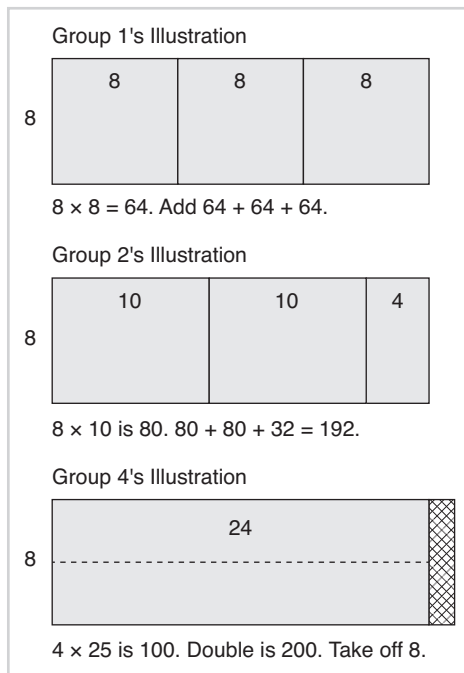 Group 1's Illustration
8 8 8
8
8 × 8 = 64. Add 64 + 64 + 64.
Group 2's Illustration
10 10 4
8
8 × 10 is 80. 80 + 80 + 32 = 192.
Group 4's Illustration
24
8
4 × 25 is 100. Double is 200. Take off 8.